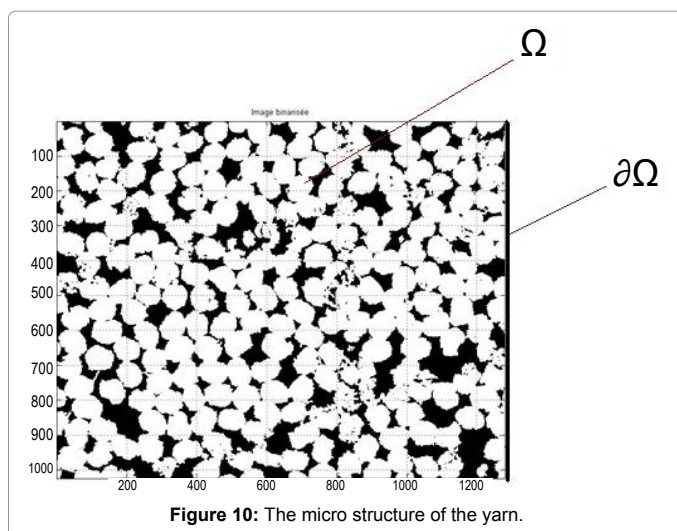 Ω
Image binarisée
∂Ω
100
200
300
400
500
600
700
800
900
1000
200 400 600 800 1000 1200
Figure 10: The micro structure of the yarn.